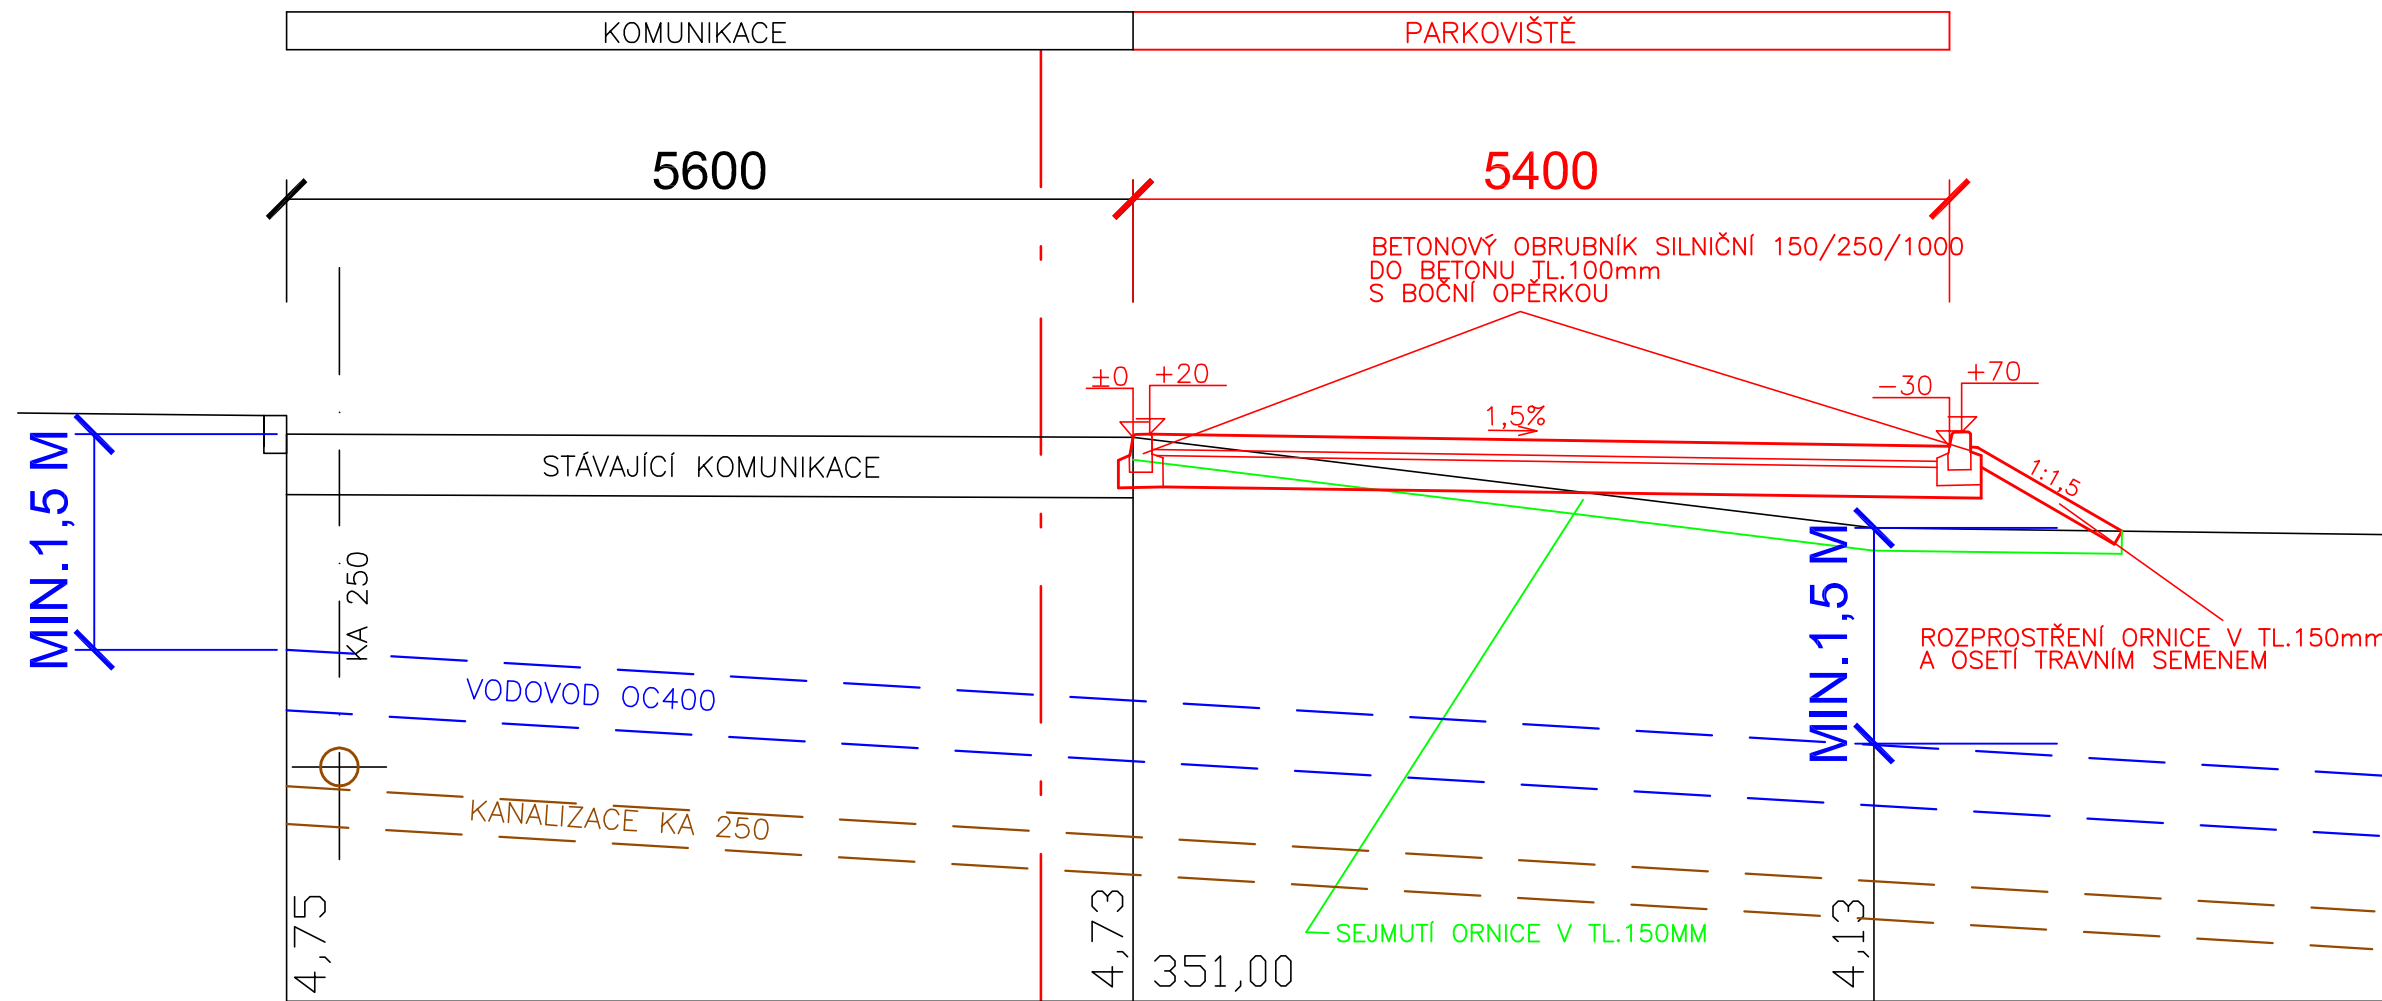 KOMUNIKACE
PARKOVIŠTĚ
5600
5400
BETONOVÝ OBRUBNÍK SILNIČNÍ 150/250/1000
DO BETONU TL.100mm
S BOČNÍ OPĚRKOU
±0
+20
-30
+70
1,5%
1:1,5
MIN.1,5 M
STÁVAJÍCÍ KOMUNIKACE
KA 250
MIN.1,5 M
ROZPROSTŘENÍ ORNICE V TL.150mm
A OSETÍ TRAVNÍM SEMENEM
VODOVOD OC400
KANALIZACE KA 250
SEJMUTÍ ORNICE V TL.150MM
4,75
4,73
351,00
4,13